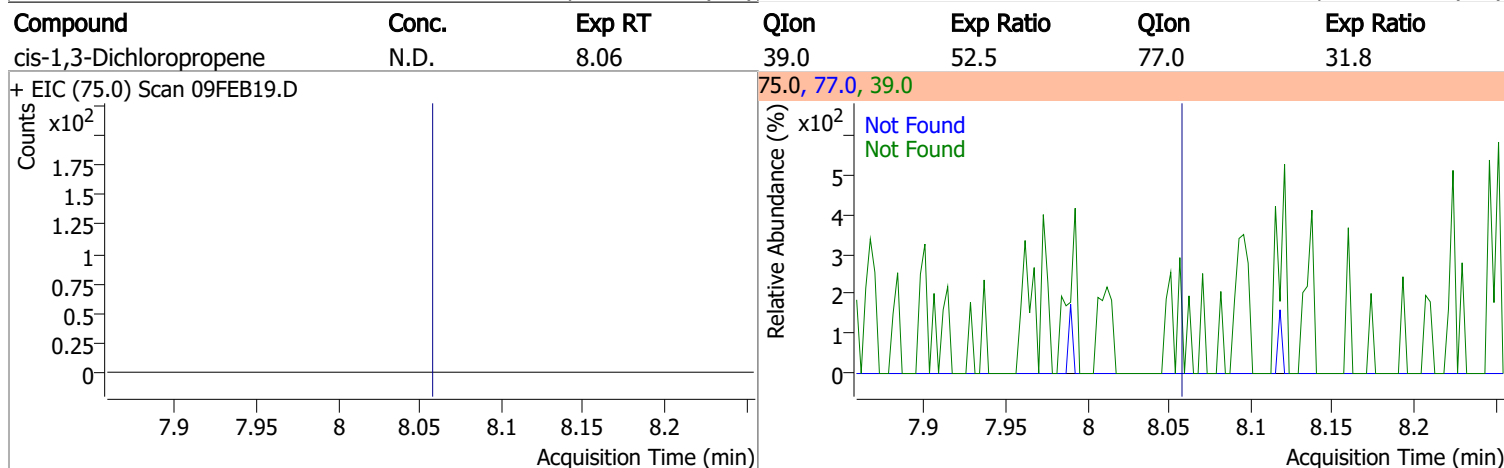 Compound Conc. Exp RT QIon Exp Ratio QIon Exp Ratio
cis-1,3-Dichloropropene N.D. 8.06 39.0 52.5 77.0 31.8
+ EIC (75.0) Scan 09FEB19.D
Counts
x10²
1.75
1.5
1.25
1
0.75
0.5
0.25
0
7.9 7.95 8 8.05 8.1 8.15 8.2
Acquisition Time (min)
75.0, 77.0, 39.0
Relative Abundance (%)
x10²
Not Found
Not Found
5
4
3
2
1
0
7.9 7.95 8 8.05 8.1 8.15 8.2
Acquisition Time (min)